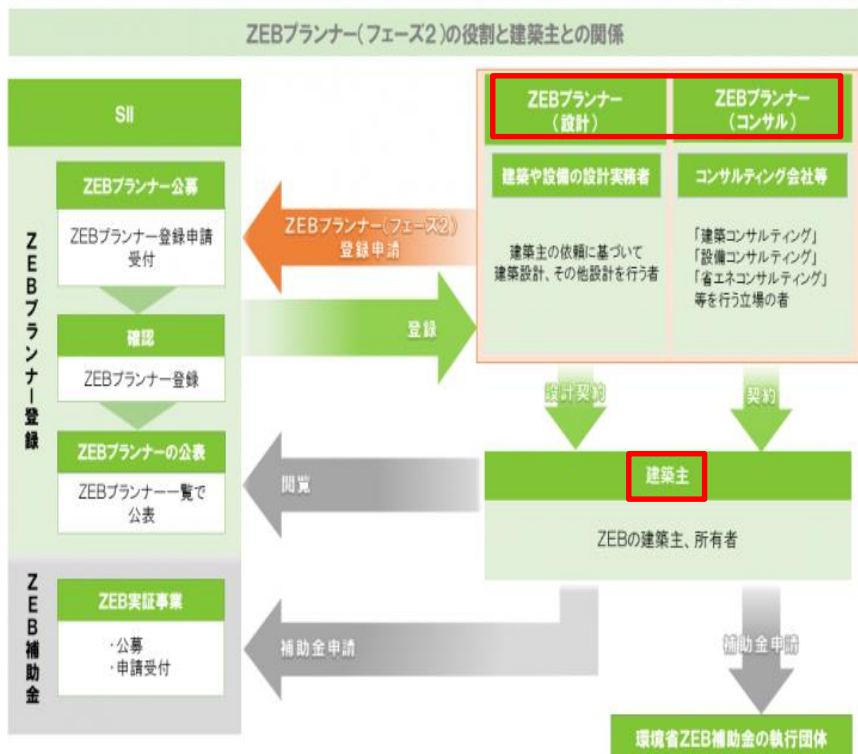 ZEBプランナー(フェーズ2)の役割と建築主との関係
SII
ZEBプランナー登録
ZEBプランナー公募
ZEBプランナー登録申請
受付
確認
ZEBプランナー登録
ZEBプランナーの公表
ZEBプランナー一覧で
公表
ZEB補助金
ZEB実証事業
・公募
・申請受付
ZEBプランナー(フェーズ2)
登録申請
登録
閲覧
補助金申請
ZEBプランナー
(設計)
建築や設備の設計実務者
建築主の依頼に基づいて
建築設計、その他設計を行う者
ZEBプランナー
(コンサル)
コンサルティング会社等
「建築コンサルティング」
「設備コンサルティング」
「省エネコンサルティング」
等を行う立場の者
設計契約
契約
建築主
ZEBの建築主、所有者
補助金申請
環境省ZEB補助金の執行団体